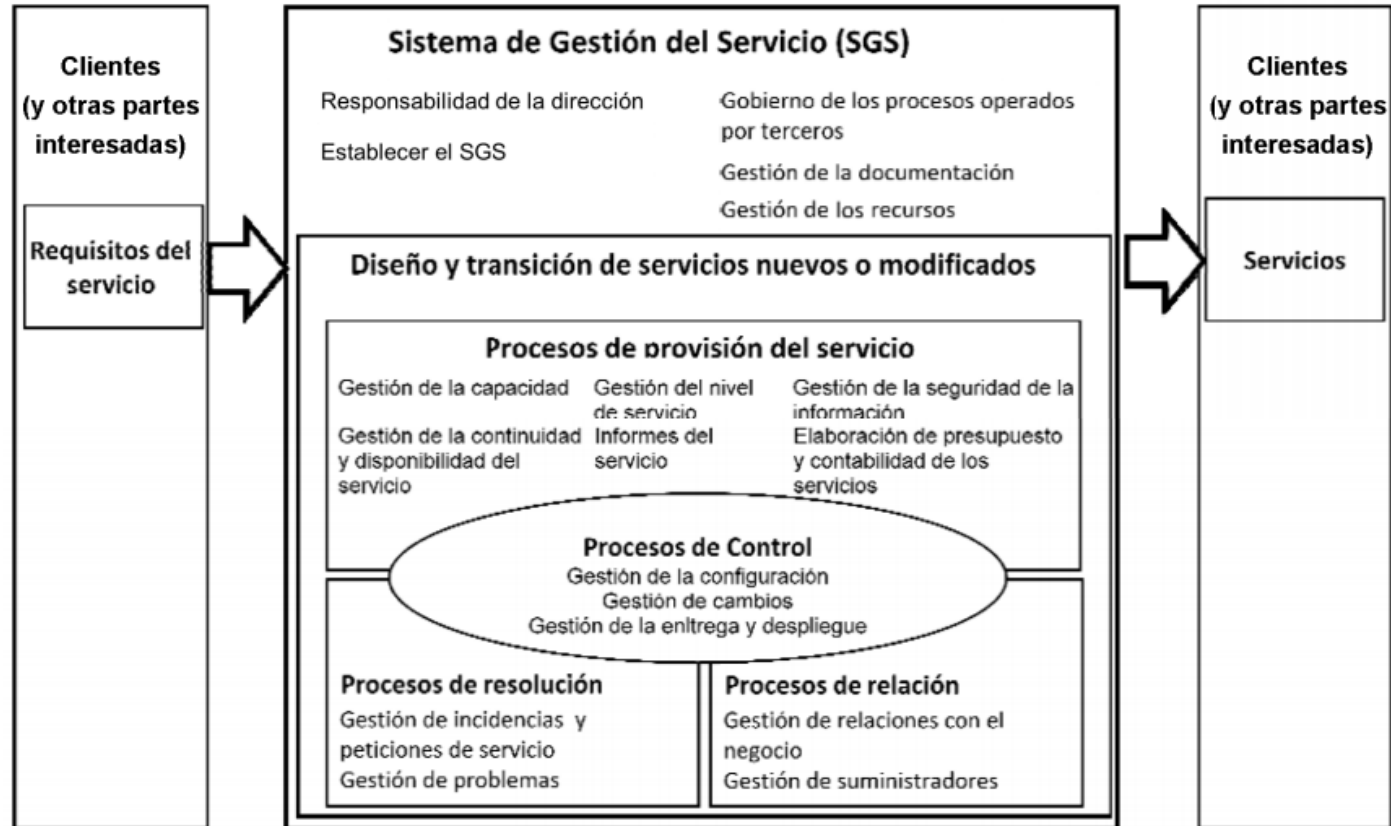 Clientes
(y otras partes
interesadas)
Requisitos del
servicio
Sistema de Gestión del Servicio (SGS)
Responsabilidad de la dirección
Establecer el SGS
Gobierno de los procesos operados
por terceros
Gestión de la documentación
Gestión de los recursos
Diseño y transición de servicios nuevos o modificados
Procesos de provisión del servicio
Gestión de la capacidad
Gestión del nivel
de servicio
Gestión de la seguridad de la
información
Gestión de la continuidad
y disponibilidad del
servicio
Informes del
servicio
Elaboración de presupuesto
y contabilidad de los
servicios
Procesos de Control
Gestión de la configuración
Gestión de cambios
Gestión de la enltrega y despliegue
Procesos de resolución
Gestión de incidencias y
peticiones de servicio
Gestión de problemas
Procesos de relación
Gestión de relaciones con el
negocio
Gestión de suministradores
Clientes
(y otras partes
interesadas)
Servicios